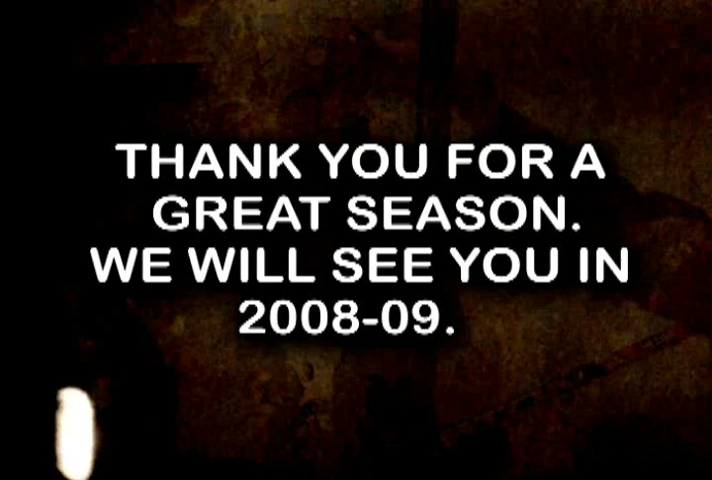 THANK YOU FOR A
GREAT SEASON.
WE WILL SEE YOU IN
2008-09.